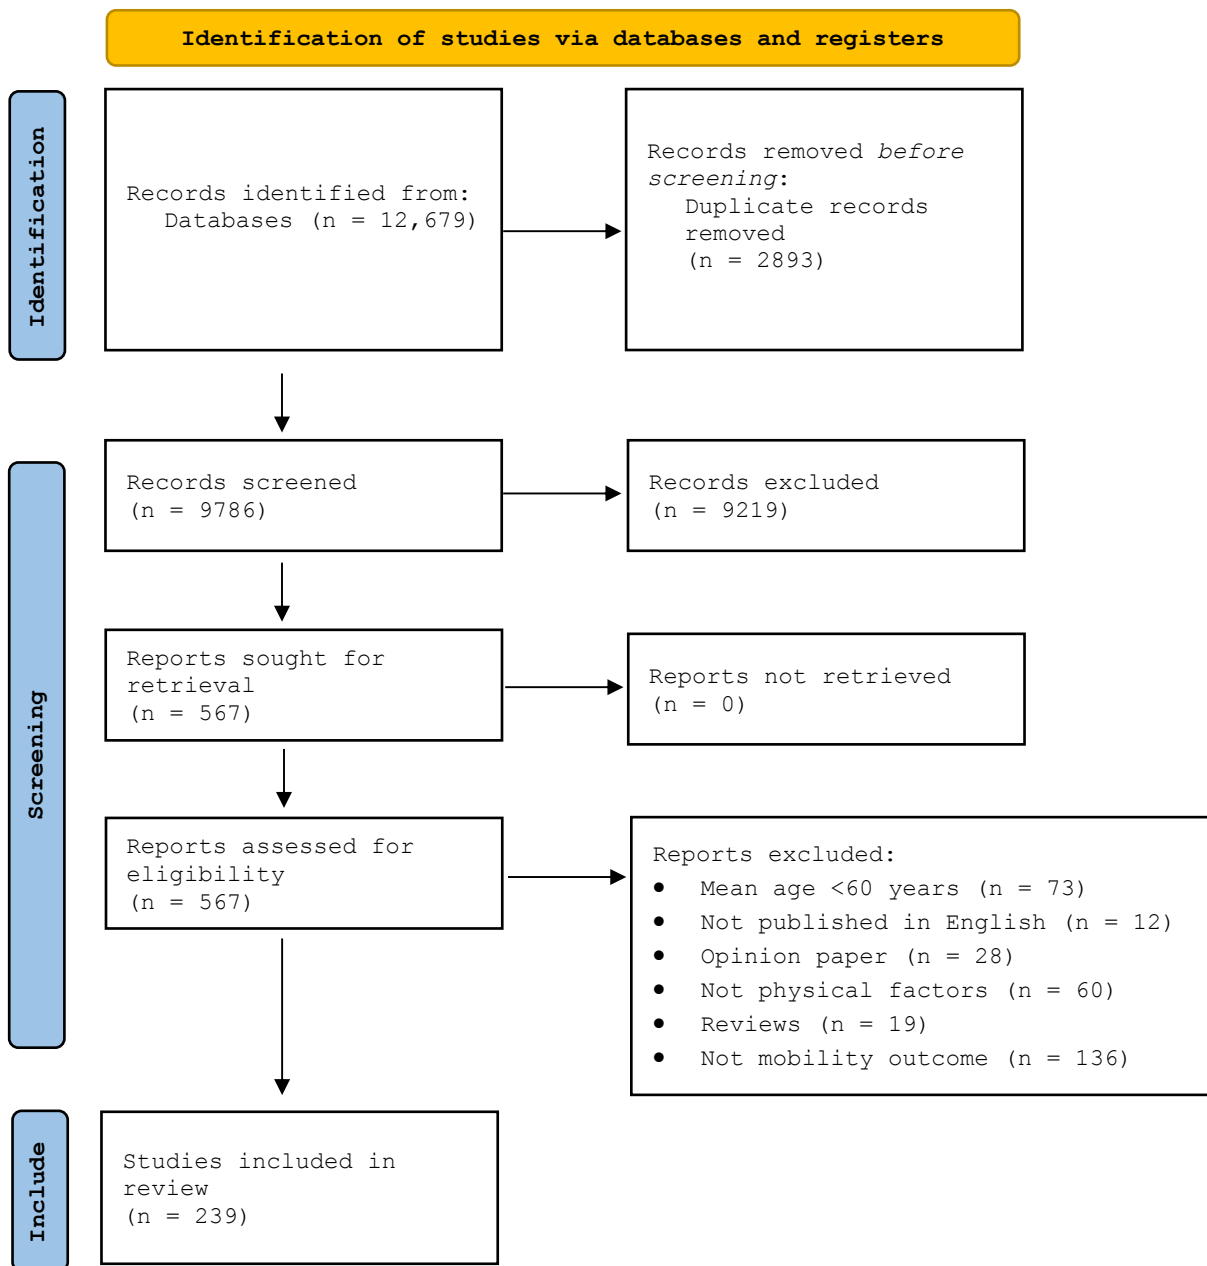 Identification of studies via databases and registers
Identification
Records identified from:
Databases (n = 12,679)
Records removed before
screening:
Duplicate records
removed
(n = 2893)
Screening
Records screened
(n = 9786)
Records excluded
(n = 9219)
Reports sought for
retrieval
(n = 567)
Reports not retrieved
(n = 0)
Reports assessed for
eligibility
(n = 567)
Reports excluded:
• Mean age <60 years (n = 73)
• Not published in English (n = 12)
• Opinion paper (n = 28)
• Not physical factors (n = 60)
• Reviews (n = 19)
• Not mobility outcome (n = 136)
Include
Studies included in
review
(n = 239)